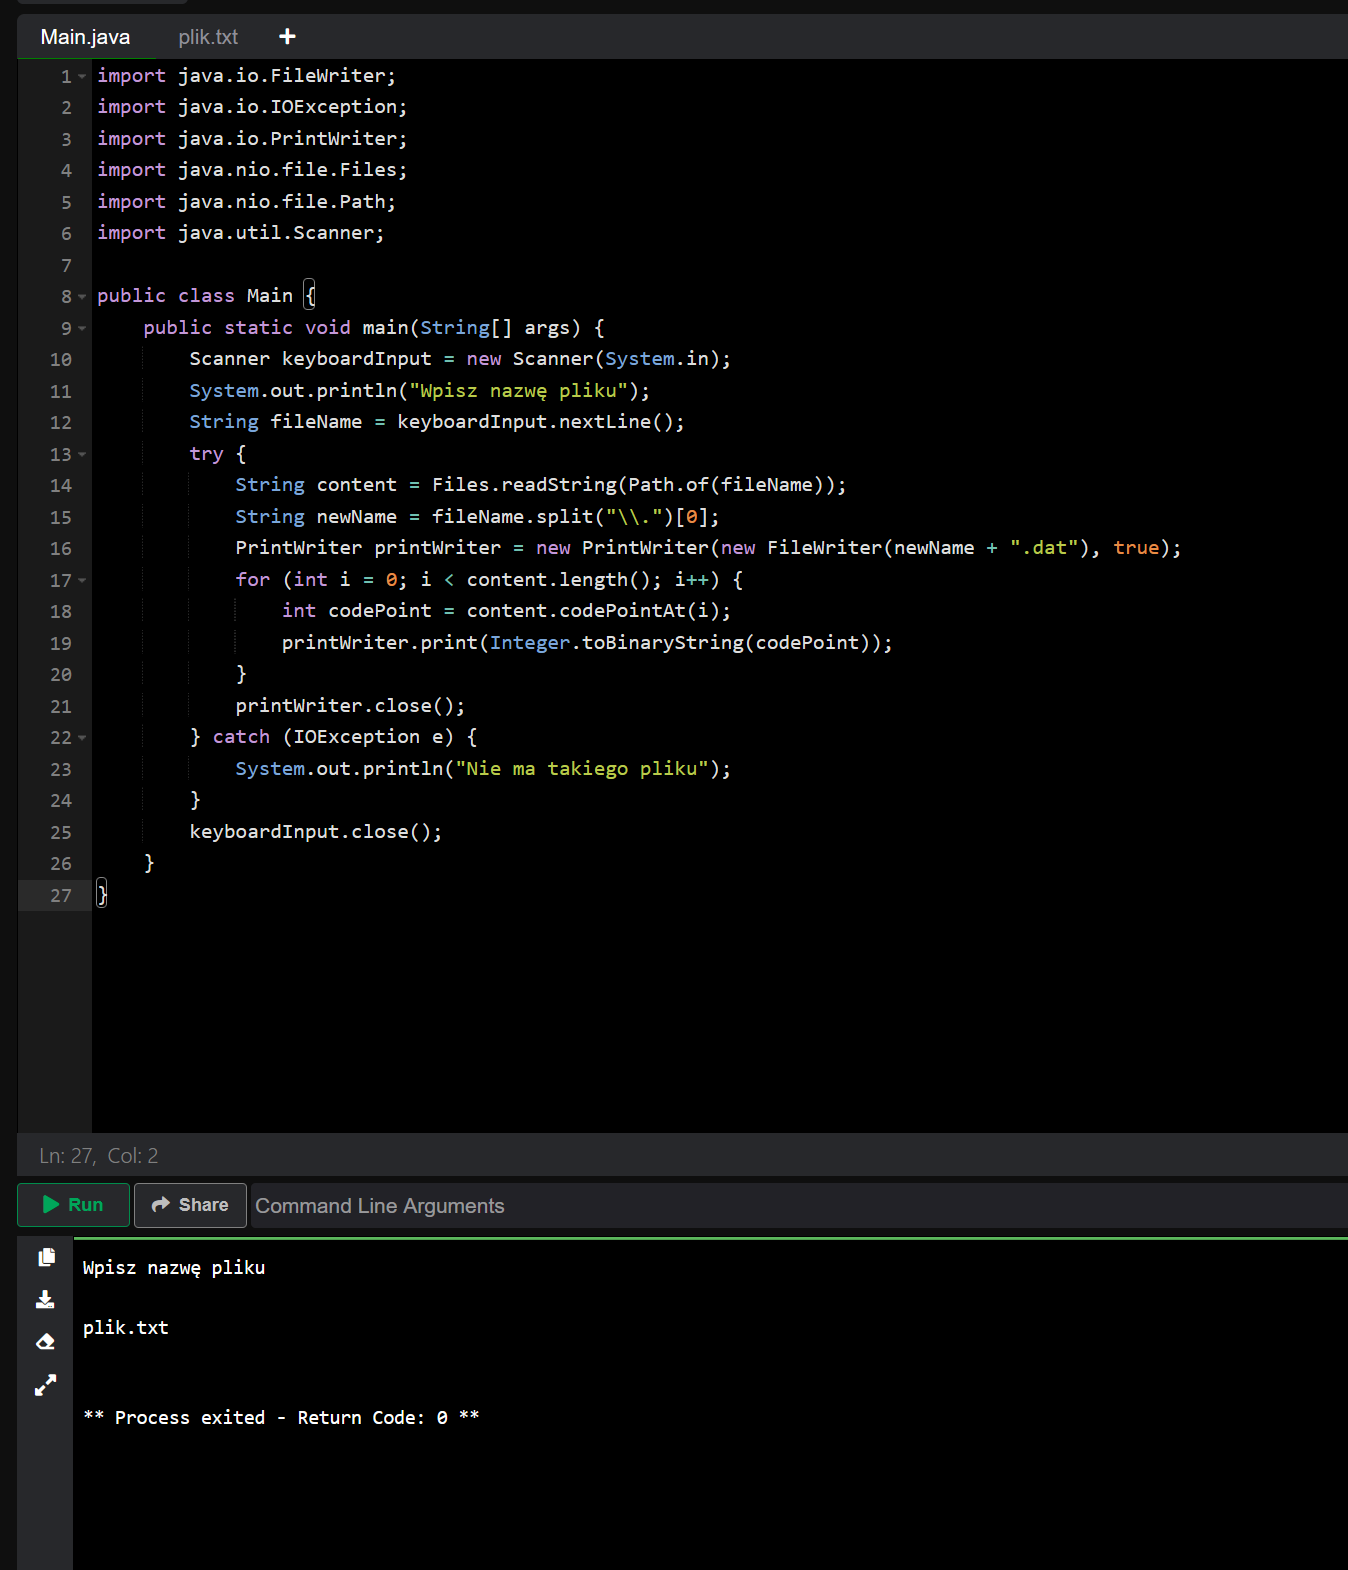 Main.java plik.txt +
1 import java.io.FileWriter;
2 import java.io.IOException;
3 import java.io.PrintWriter;
4 import java.nio.file.Files;
5 import java.nio.file.Path;
6 import java.util.Scanner;
7
8 public class Main {
9     public static void main(String[] args) {
10         Scanner keyboardInput = new Scanner(System.in);
11         System.out.println("Wpisz nazwę pliku");
12         String fileName = keyboardInput.nextLine();
13         try {
14             String content = Files.readString(Path.of(fileName));
15             String newName = fileName.split("\\.")[0];
16             PrintWriter printWriter = new PrintWriter(new FileWriter(newName + ".dat"), true);
17             for (int i = 0; i < content.length(); i++) {
18                 int codePoint = content.codePointAt(i);
19                 printWriter.print(Integer.toBinaryString(codePoint));
20             }
21             printWriter.close();
22         } catch (IOException e) {
23             System.out.println("Nie ma takiego pliku");
24         }
25         keyboardInput.close();
26     }
27 }
Ln: 27, Col: 2
Run Share Command Line Arguments
Wpisz nazwę pliku
plik.txt
** Process exited - Return Code: 0 **